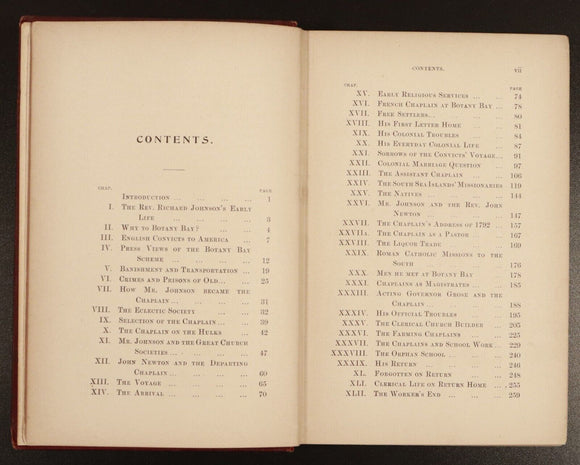 CONTENTS.
CHAP. PAGE
Introduction ... ... ... ... 1
I. The Rev. Richard Johnson's Early
Life ... ... ... ... 3
II. Why to Botany Bay? ... ... 4
III. English Convicts to America ... 7
IV. Press Views of the Botany Bay
Scheme ... ... ... ... 12
V. Banishment and Transportation ... 19
VI. Crimes and Prisons of Old... ... 25
VII. How Mr. Johnson became the
Chaplain ... ... ... ... 31
VIII. The Eclectic Society ... ... 32
IX. Selection of the Chaplain ... ... 39
X. The Chaplain on the Hulks ... 42
XI. Mr. Johnson and the Great Church
Societies ... ... ... ... 47
XII. John Newton and the Departing
Chaplain ... ... ... ... 60
XIII. The Voyage ... ... ... ... 65
XIV. The Arrival ... ... ... ... 70
CONTENTS. vii
CHAP. PAGE
XV. Early Religious Services ... ... 74
XVI. French Chaplain at Botany Bay ... 78
XVII. Free Settlers... ... ... 80
XVIII. His First Letter Home ... ... 81
XIX. His Colonial Troubles ... 84
XX. His Everyday Colonial Life ... 87
XXI. Sorrows of the Convicts' Voyage... 91
XXII. Colonial Marriage Question ... 97
XXIII. The Assistant Chaplain ... ... 106
XXIV. The South Sea Islands' Missionaries 119
XXV. The Natives ... ... ... ... 144
XXVI. Mr. Johnson and the Rev. John
Newton ... ... ... ... 147
XXVII. The Chaplain's Address of 1792 ... 157
XXVIIa. The Chaplain as a Pastor ... ... 167
XXVIII. The Liquor Trade ... ... 169
XXIX. Roman Catholic Missions to the
South ... ... ... ... 176
XXX. Men he met at Botany Bay ... 178
XXXI. Chaplains as Magistrates ... ... 185
XXXIII. Acting Governor Grose and the
Chaplain ... ... ... ... 188
XXXIV. His Official Troubles ... ... 195
XXXV. The Clerical Church Builder ... 205
XXXVI. The Farming Chaplains ... ... 225
XXXVII. The Chaplains and School Work ... 229
XXXVIII. The Orphan School ... ... ... 240
XXXIX. His Return ... ... ... ... 246
XL. Forgotten on Return ... ... 248
XLI. Clerical Life on Return Home ... 255
XLII. The Worker's End ... ... ... 259